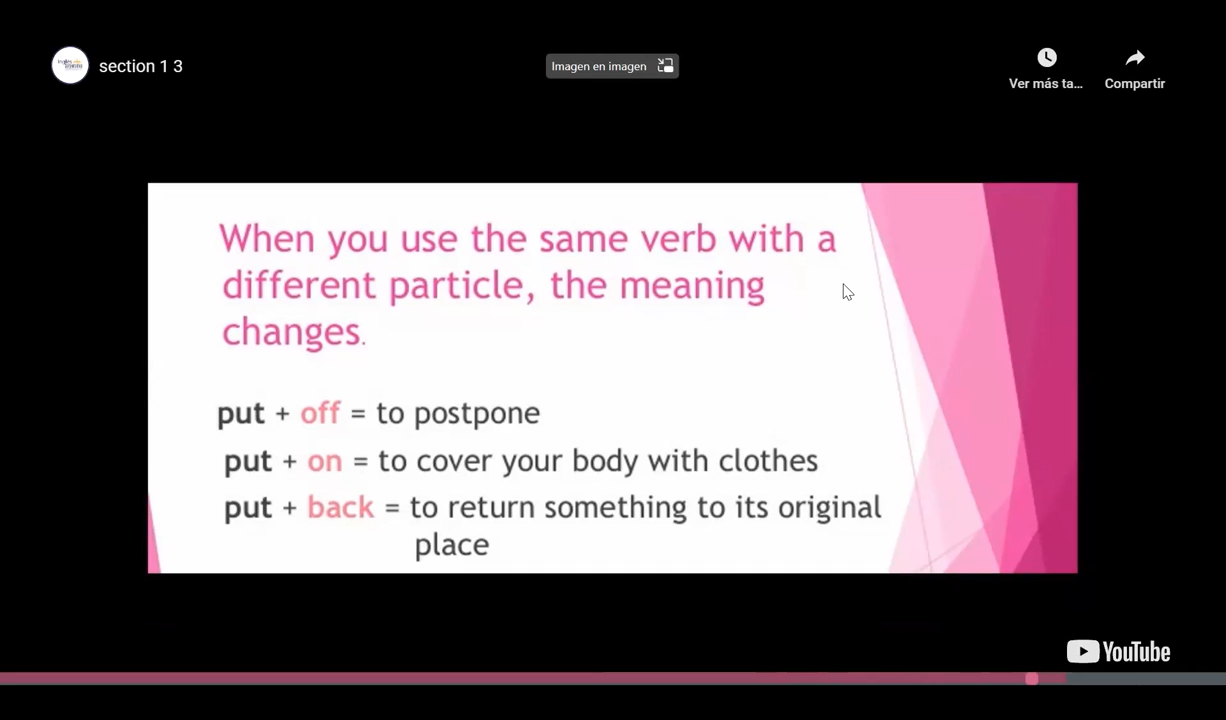 section 1 3
Imagen en imagen
Ver más ta...
Compartir
When you use the same verb with a
different particle, the meaning
changes.
put + off = to postpone
put + on = to cover your body with clothes
put + back = to return something to its original
place
YouTube